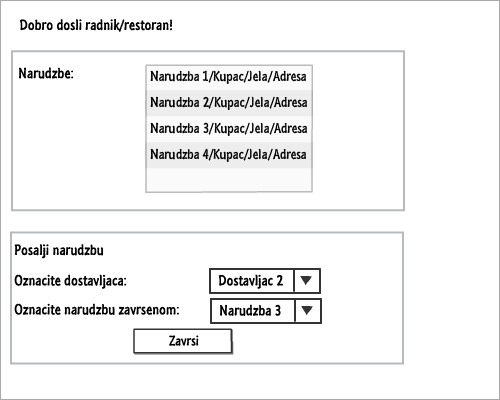 Dobro dosli radnik/restoran!
Narudzbe:
Narudzba 1/Kupac/Jela/Adresa
Narudzba 2/Kupac/Jela/Adresa
Narudzba 3/Kupac/Jela/Adresa
Narudzba 4/Kupac/Jela/Adresa
Posalji narudzbu
Oznacite dostavljaca: Dostavljac 2
Oznacite narudzbu zavrsenom: Narudzba 3
Zavrsi